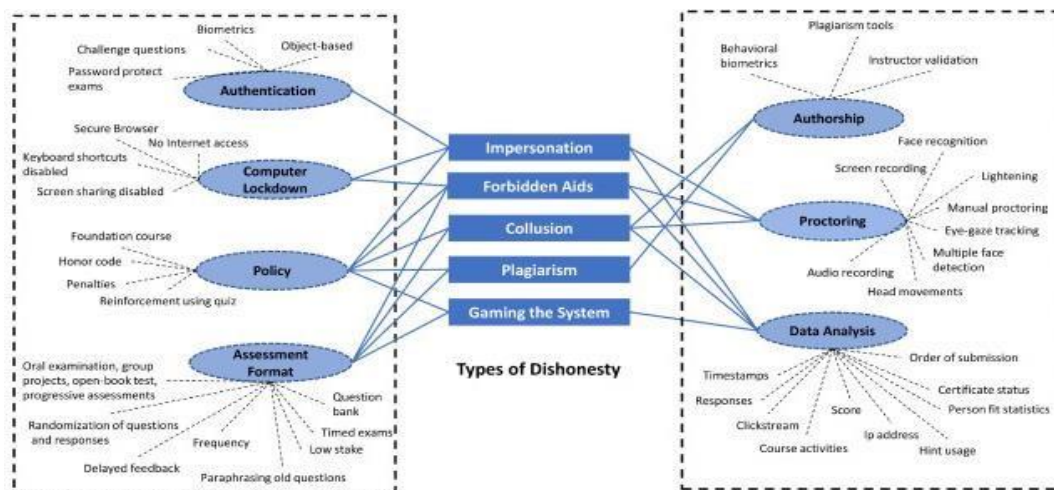 Biometrics
Challenge questions
Object-based
Password protect
exams
Authentication
Secure Browser
No Internet access
Keyboard shortcuts
disabled
Computer
Lockdown
Screen sharing disabled
Foundation course
Honor code
Policy
Penalties
Reinforcement using quiz
Assessment
Format
Oral examination, group
projects, open-book test,
progressive assessments
Question
bank
Randomization of questions
and responses
Frequency
Timed exams
Low stake
Delayed feedback
Paraphrasing old questions
Impersonation
Forbidden Aids
Collusion
Plagiarism
Gaming the System
Types of Dishonesty
Plagiarism tools
Behavioral
biometrics
Instructor validation
Authorship
Face recognition
Screen recording
Lightening
Proctoring
Manual proctoring
Eye-gaze tracking
Multiple face
detection
Audio recording
Head movements
Data Analysis
Order of submission
Timestamps
Certificate status
Responses
Score
Person fit statistics
Clickstream
Ip address
Course activities
Hint usage